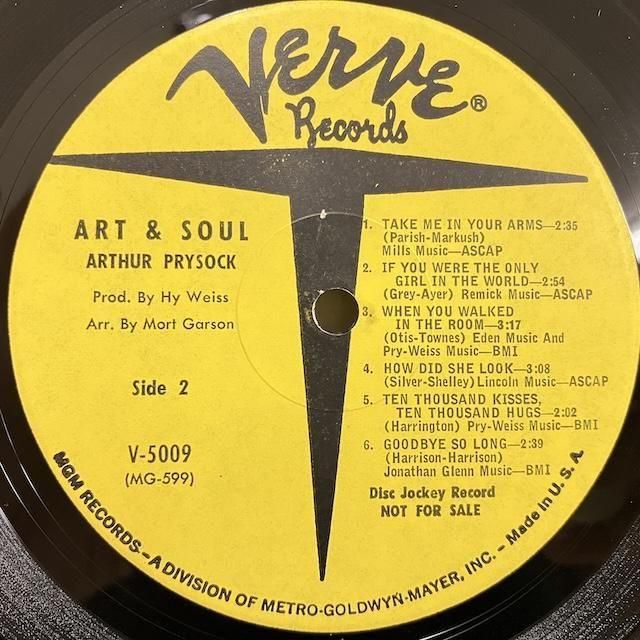 Verve®
Records
ART & SOUL
ARTHUR PRYSOCK
Prod. By Hy Weiss
Arr. By Mort Garson
Side 2
V-5009
(MG-599)
1. TAKE ME IN YOUR ARMS—2:35
(Parish-Markush)
Mills Music—ASCAP
2. IF YOU WERE THE ONLY
GIRL IN THE WORLD—2:54
(Grey-Ayer) Remick Music—ASCAP
3. WHEN YOU WALKED
IN THE ROOM—3:17
(Otis-Townes) Eden Music And
Pry-Weiss Music—BMI
4. HOW DID SHE LOOK—3:08
(Silver-Shelley) Lincoln Music—ASCAP
5. TEN THOUSAND KISSES,
TEN THOUSAND HUGS—2:02
(Harrington) Pry-Weiss Music—BMI
6. GOODBYE SO LONG—2:39
(Harrison-Harrison)
Jonathan Glenn Music—BMI
Disc Jockey Record
NOT FOR SALE
MGM RECORDS—A DIVISION OF METRO-GOLDWYN-MAYER, INC. – Made in U.S.A.